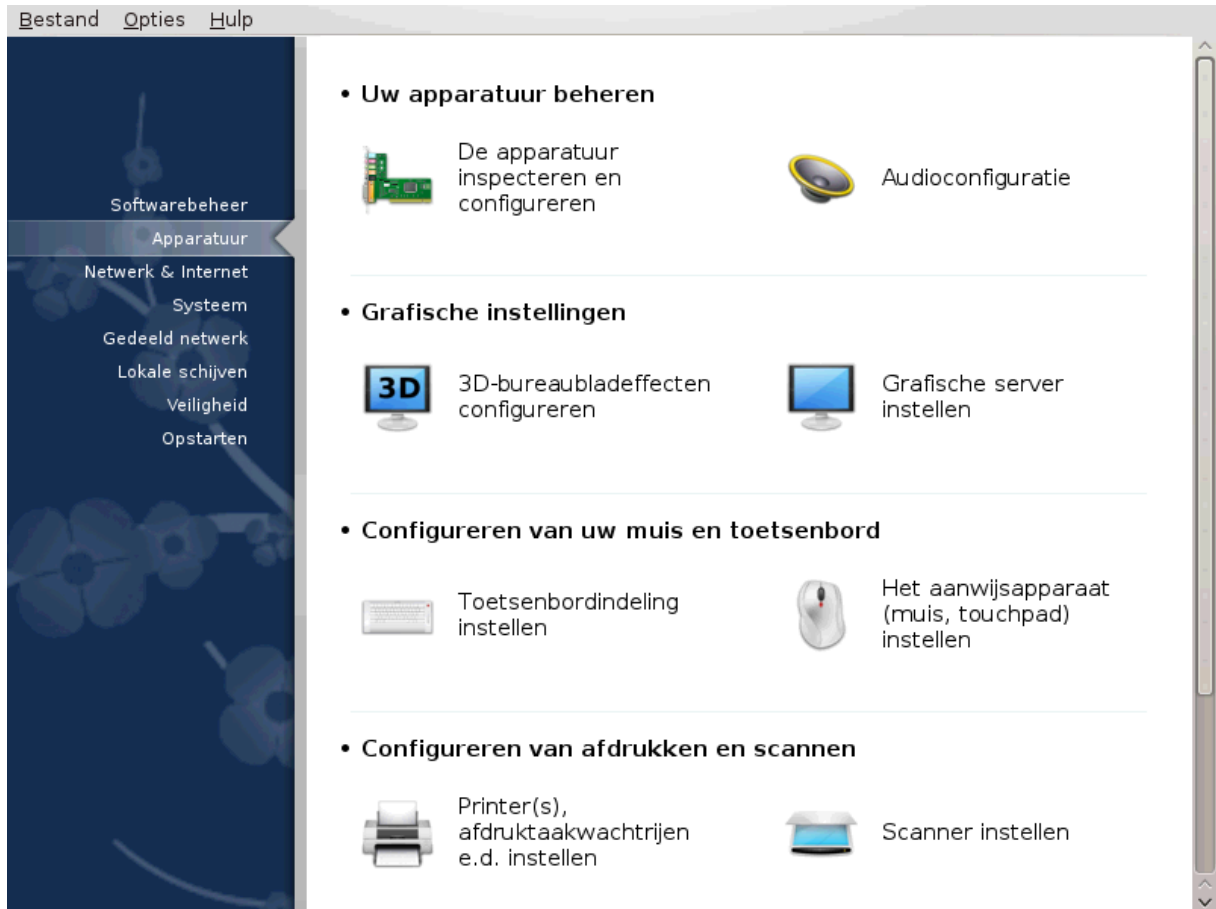 Bestand Opties Hulp
Softwarebeheer
Apparatuur
Netwerk & Internet
Systeem
Gedeeld netwerk
Lokale schijven
Veiligheid
Opstarten
• Uw apparatuur beheren
De apparatuur
inspecteren en
configureren
Audioconfiguratie
• Grafische instellingen
3D
3D-bureaubladeffecten
configureren
Grafische server
instellen
• Configureren van uw muis en toetsenbord
Toetsenbordindeling
instellen
Het aanwijsapparaat
(muis, touchpad)
instellen
• Configureren van afdrukken en scannen
Printer(s),
afdruktaakwachtrijen
e.d. instellen
Scanner instellen